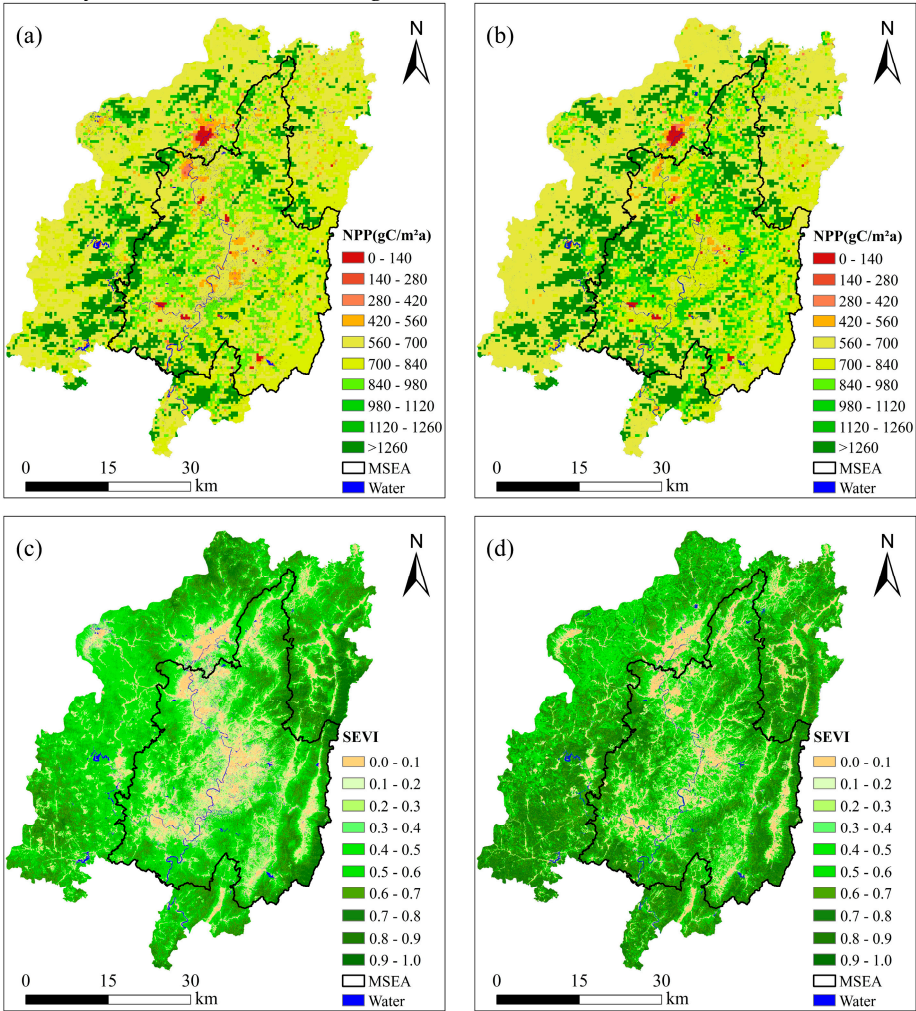 (a)
N
NPP(gC/m²a)
0 - 140
140 - 280
280 - 420
420 - 560
560 - 700
700 - 840
840 - 980
980 - 1120
1120 - 1260
>1260
MSEA
Water
0 15 30
km
(b)
N
NPP(gC/m²a)
0 - 140
140 - 280
280 - 420
420 - 560
560 - 700
700 - 840
840 - 980
980 - 1120
1120 - 1260
>1260
MSEA
Water
0 15 30
km
(c)
N
SEVI
0.0 - 0.1
0.1 - 0.2
0.2 - 0.3
0.3 - 0.4
0.4 - 0.5
0.5 - 0.6
0.6 - 0.7
0.7 - 0.8
0.8 - 0.9
0.9 - 1.0
MSEA
Water
0 15 30
km
(d)
N
SEVI
0.0 - 0.1
0.1 - 0.2
0.2 - 0.3
0.3 - 0.4
0.4 - 0.5
0.5 - 0.6
0.6 - 0.7
0.7 - 0.8
0.8 - 0.9
0.9 - 1.0
MSEA
Water
0 15 30
km